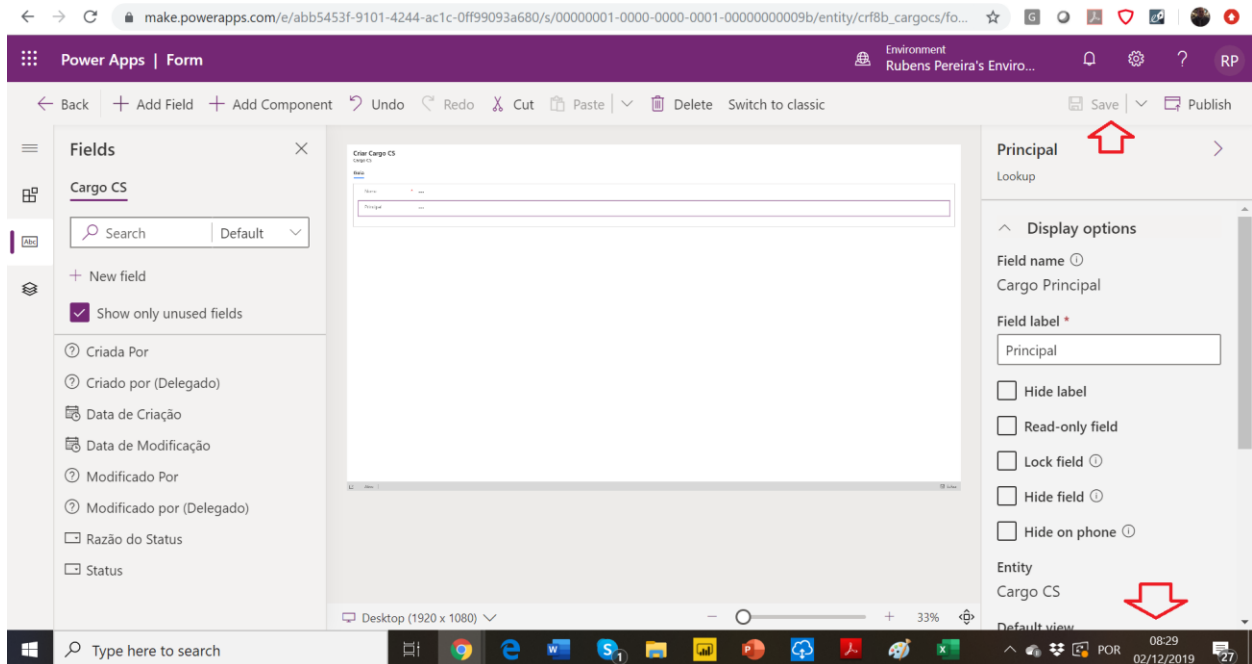 make.powerapps.com/e/abb5453f-9101-4244-ac1c-0ff99093a680/s/00000001-0000-0000-0001-00000000009b/entity/crf8b_cargocs/fo...
Power Apps | Form
Environment
Rubens Pereira's Enviro...
?
RP
Back
Add Field
Add Component
Undo
Redo
Cut
Paste
Delete
Switch to classic
Save
Publish
Fields
Cargo CS
Search
Default
New field
Show only unused fields
Criada Por
Criado por (Delegado)
Data de Criação
Data de Modificação
Modificado Por
Modificado por (Delegado)
Razão do Status
Status
Criar Cargo CS
Cargo CS
Principal
Desktop (1920 x 1080)
33%
Principal
Lookup
Display options
Field name
Cargo Principal
Field label *
Principal
Hide label
Read-only field
Lock field
Hide field
Hide on phone
Entity
Cargo CS
Default view
Type here to search
POR
08:29
02/12/2019
27